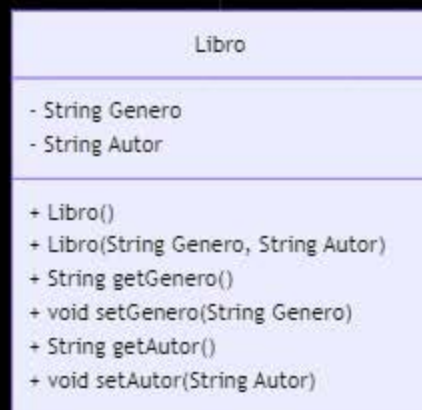 Libro
- String Genero
- String Autor
+ Libro()
+ Libro(String Genero, String Autor)
+ String getGenero()
+ void setGenero(String Genero)
+ String getAutor()
+ void setAutor(String Autor)